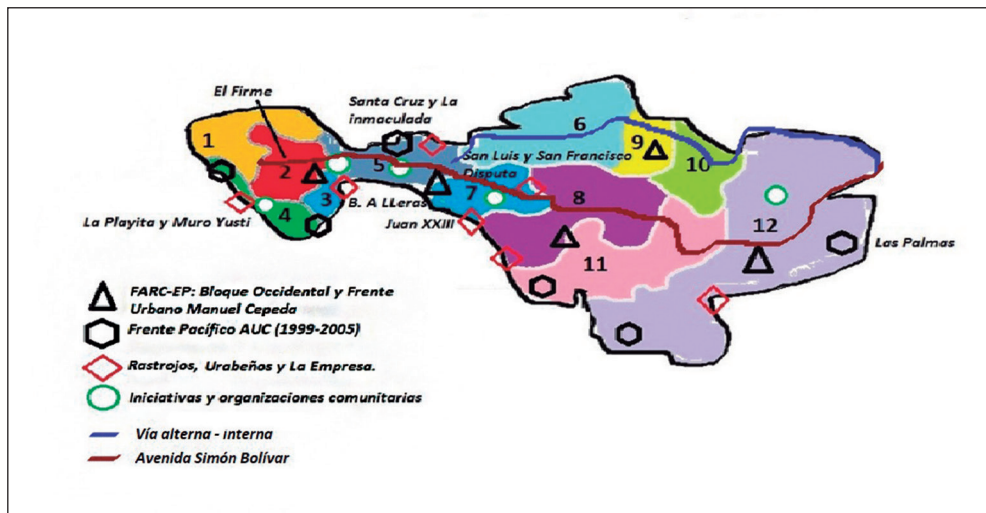 El Firme
Santa Cruz y La
inmaculada
1
2
3
4
5
6
San Luis y San Francisco
Disputa
7
8
9
10
11
12
B. A LLeras
Juan XXIII
La Playita y Muro Yusti
Las Palmas
FARC-EP: Bloque Occidental y Frente
Urbano Manuel Cepeda
Frente Pacífico AUC (1999-2005)
Rastrojos, Urabeños y La Empresa.
Iniciativas y organizaciones comunitarias
Vía alterna - interna
Avenida Simón Bolívar